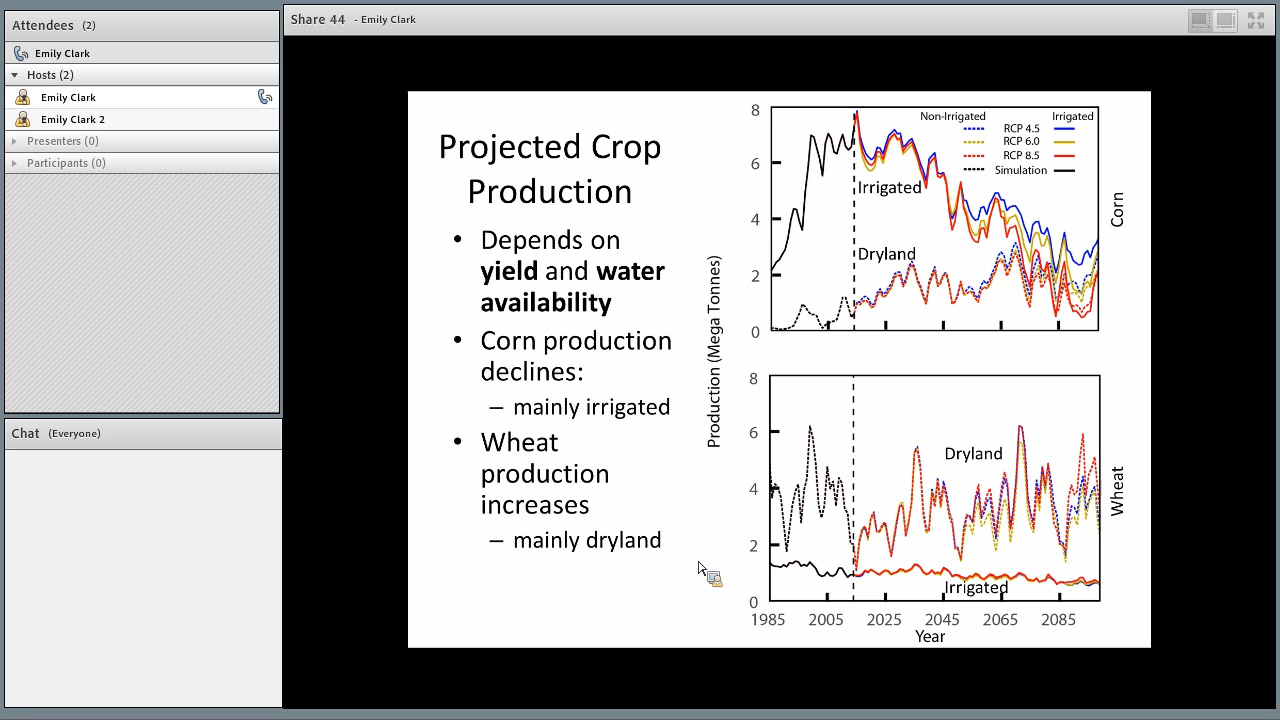 Attendees (2)
Emily Clark
Hosts (2)
Emily Clark
Emily Clark 2
Presenters (0)
Participants (0)
Chat (Everyone)
Share 44 - Emily Clark
Projected Crop
Production
• Depends on
yield and water
availability
• Corn production
declines:
– mainly irrigated
• Wheat
production
increases
– mainly dryland
Production (Mega Tonnes)
8
6
4
2
0
Non-Irrigated Irrigated
RCP 4.5
RCP 6.0
RCP 8.5
Simulation
Irrigated
Dryland
Corn
8
6
4
2
0
Dryland
Irrigated
Wheat
1985 2005 2025 2045 2065 2085
Year